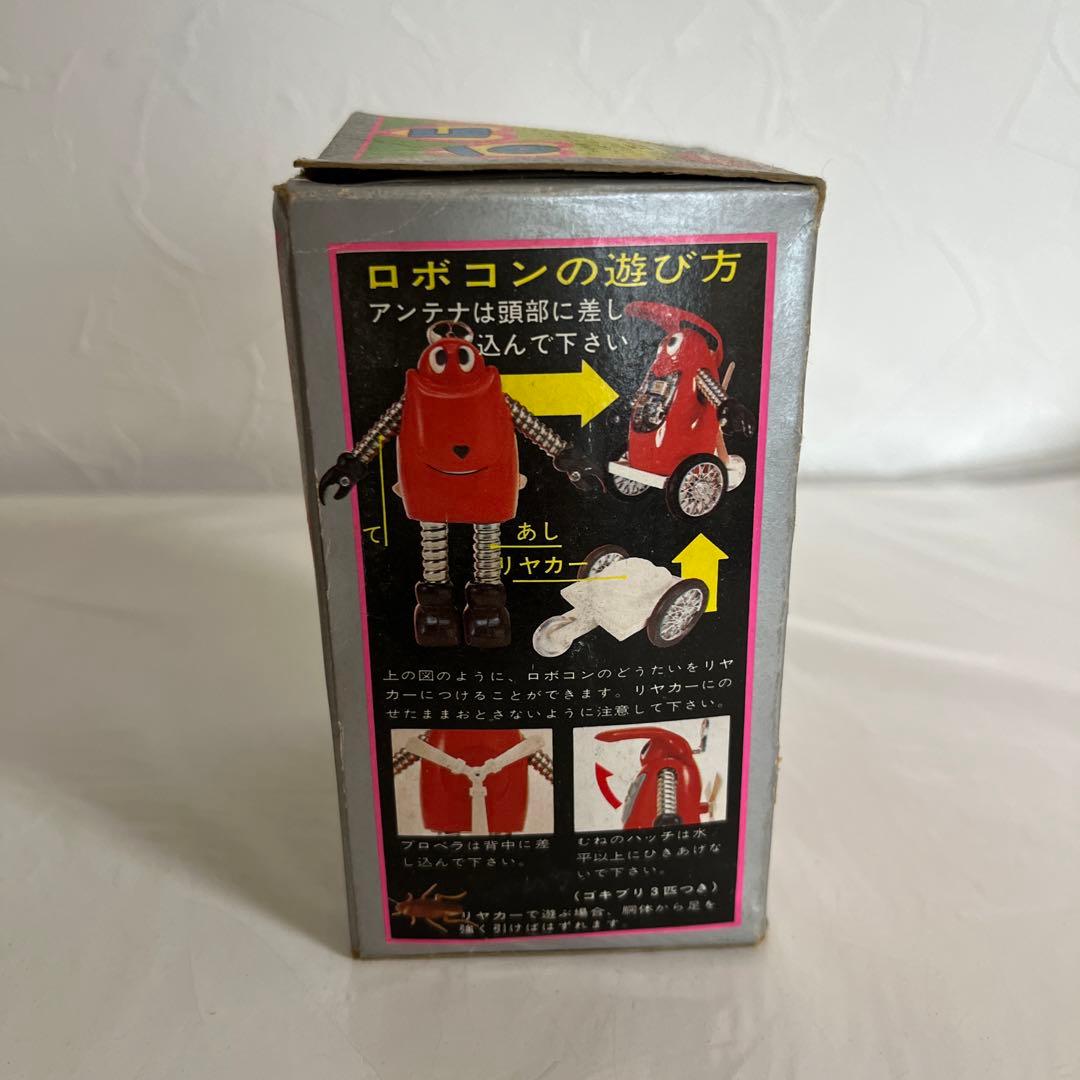 ロボコンの遊び方
アンテナは頭部に差し
込んで下さい
て
あし
リヤカー
上の図のように、ロボコンのどうたいをリヤ
カーにつけることができます。リヤカーにの
せたままおとさないように注意して下さい。
プロペラは背中に差
し込んで下さい。
むねのハッチは水
平以上にひきあげな
いで下さい。
(ゴキブリ3匹つき)
リヤカーで遊ぶ場合、胴体から足を
強く引けばはずれます。